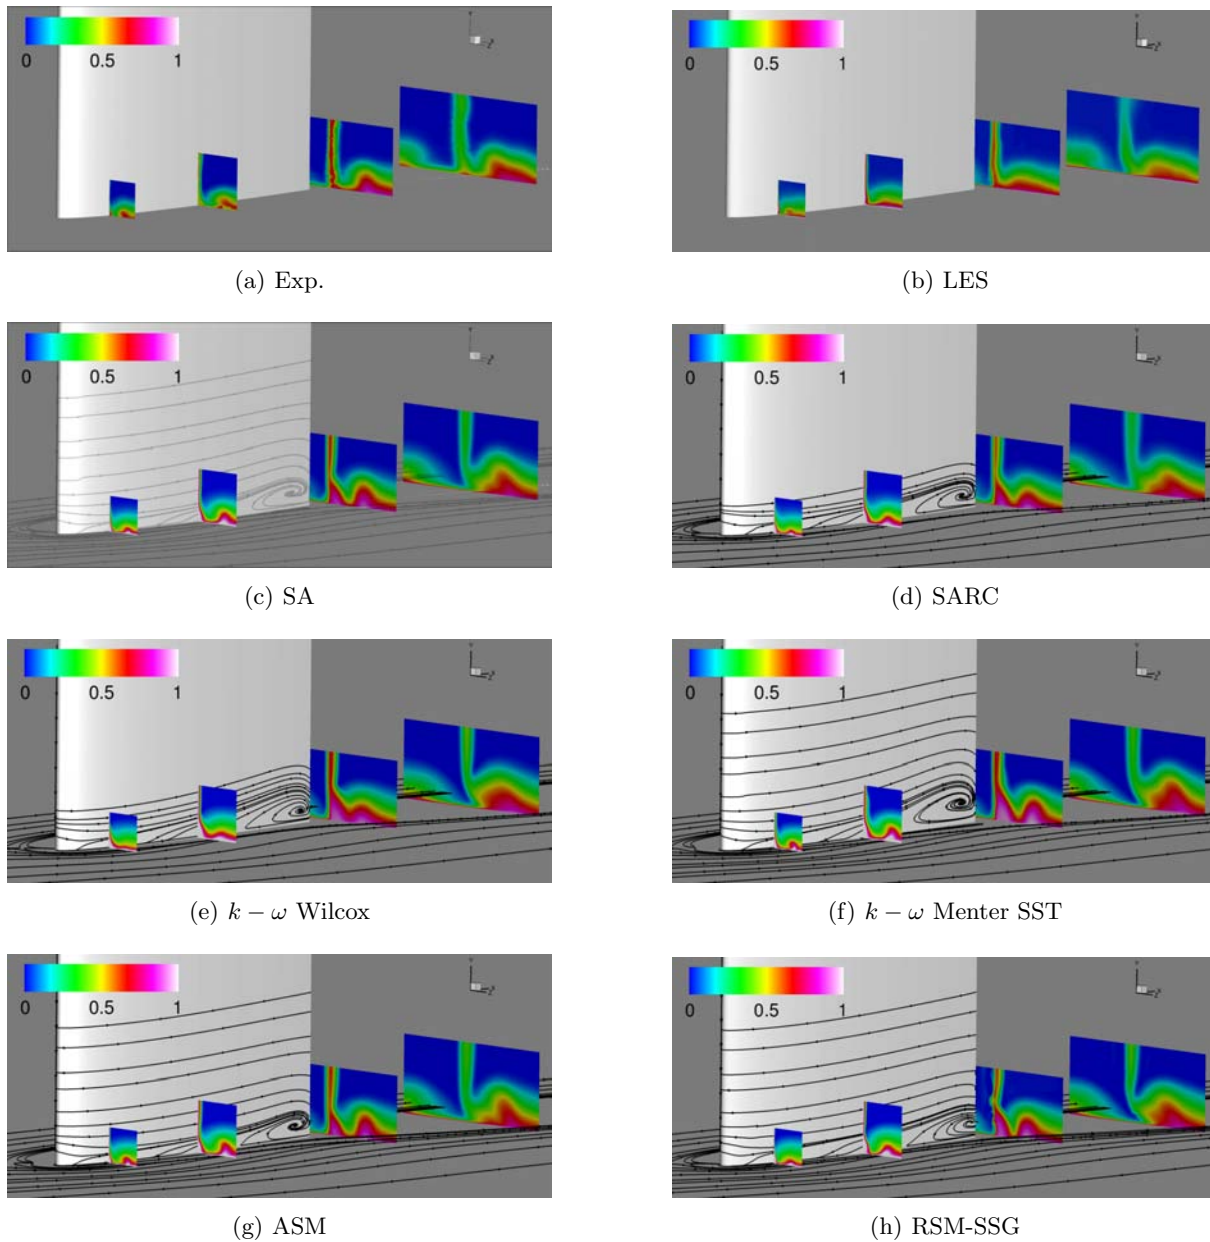 0 0.5 1
0 0.5 1
(a) Exp.
(b) LES
0 0.5 1
0 0.5 1
(c) SA
(d) SARC
0 0.5 1
0 0.5 1
(e) k − ω Wilcox
(f) k − ω Menter SST
0 0.5 1
0 0.5 1
(g) ASM
(h) RSM-SSG